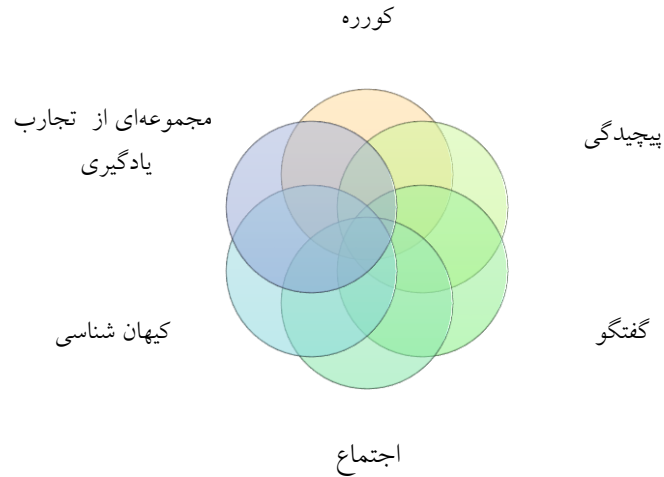 کورره
پیچیدگی
مجموعه‌ای از تجارب
یادگیری
گفتگو
کیهان شناسی
اجتماع